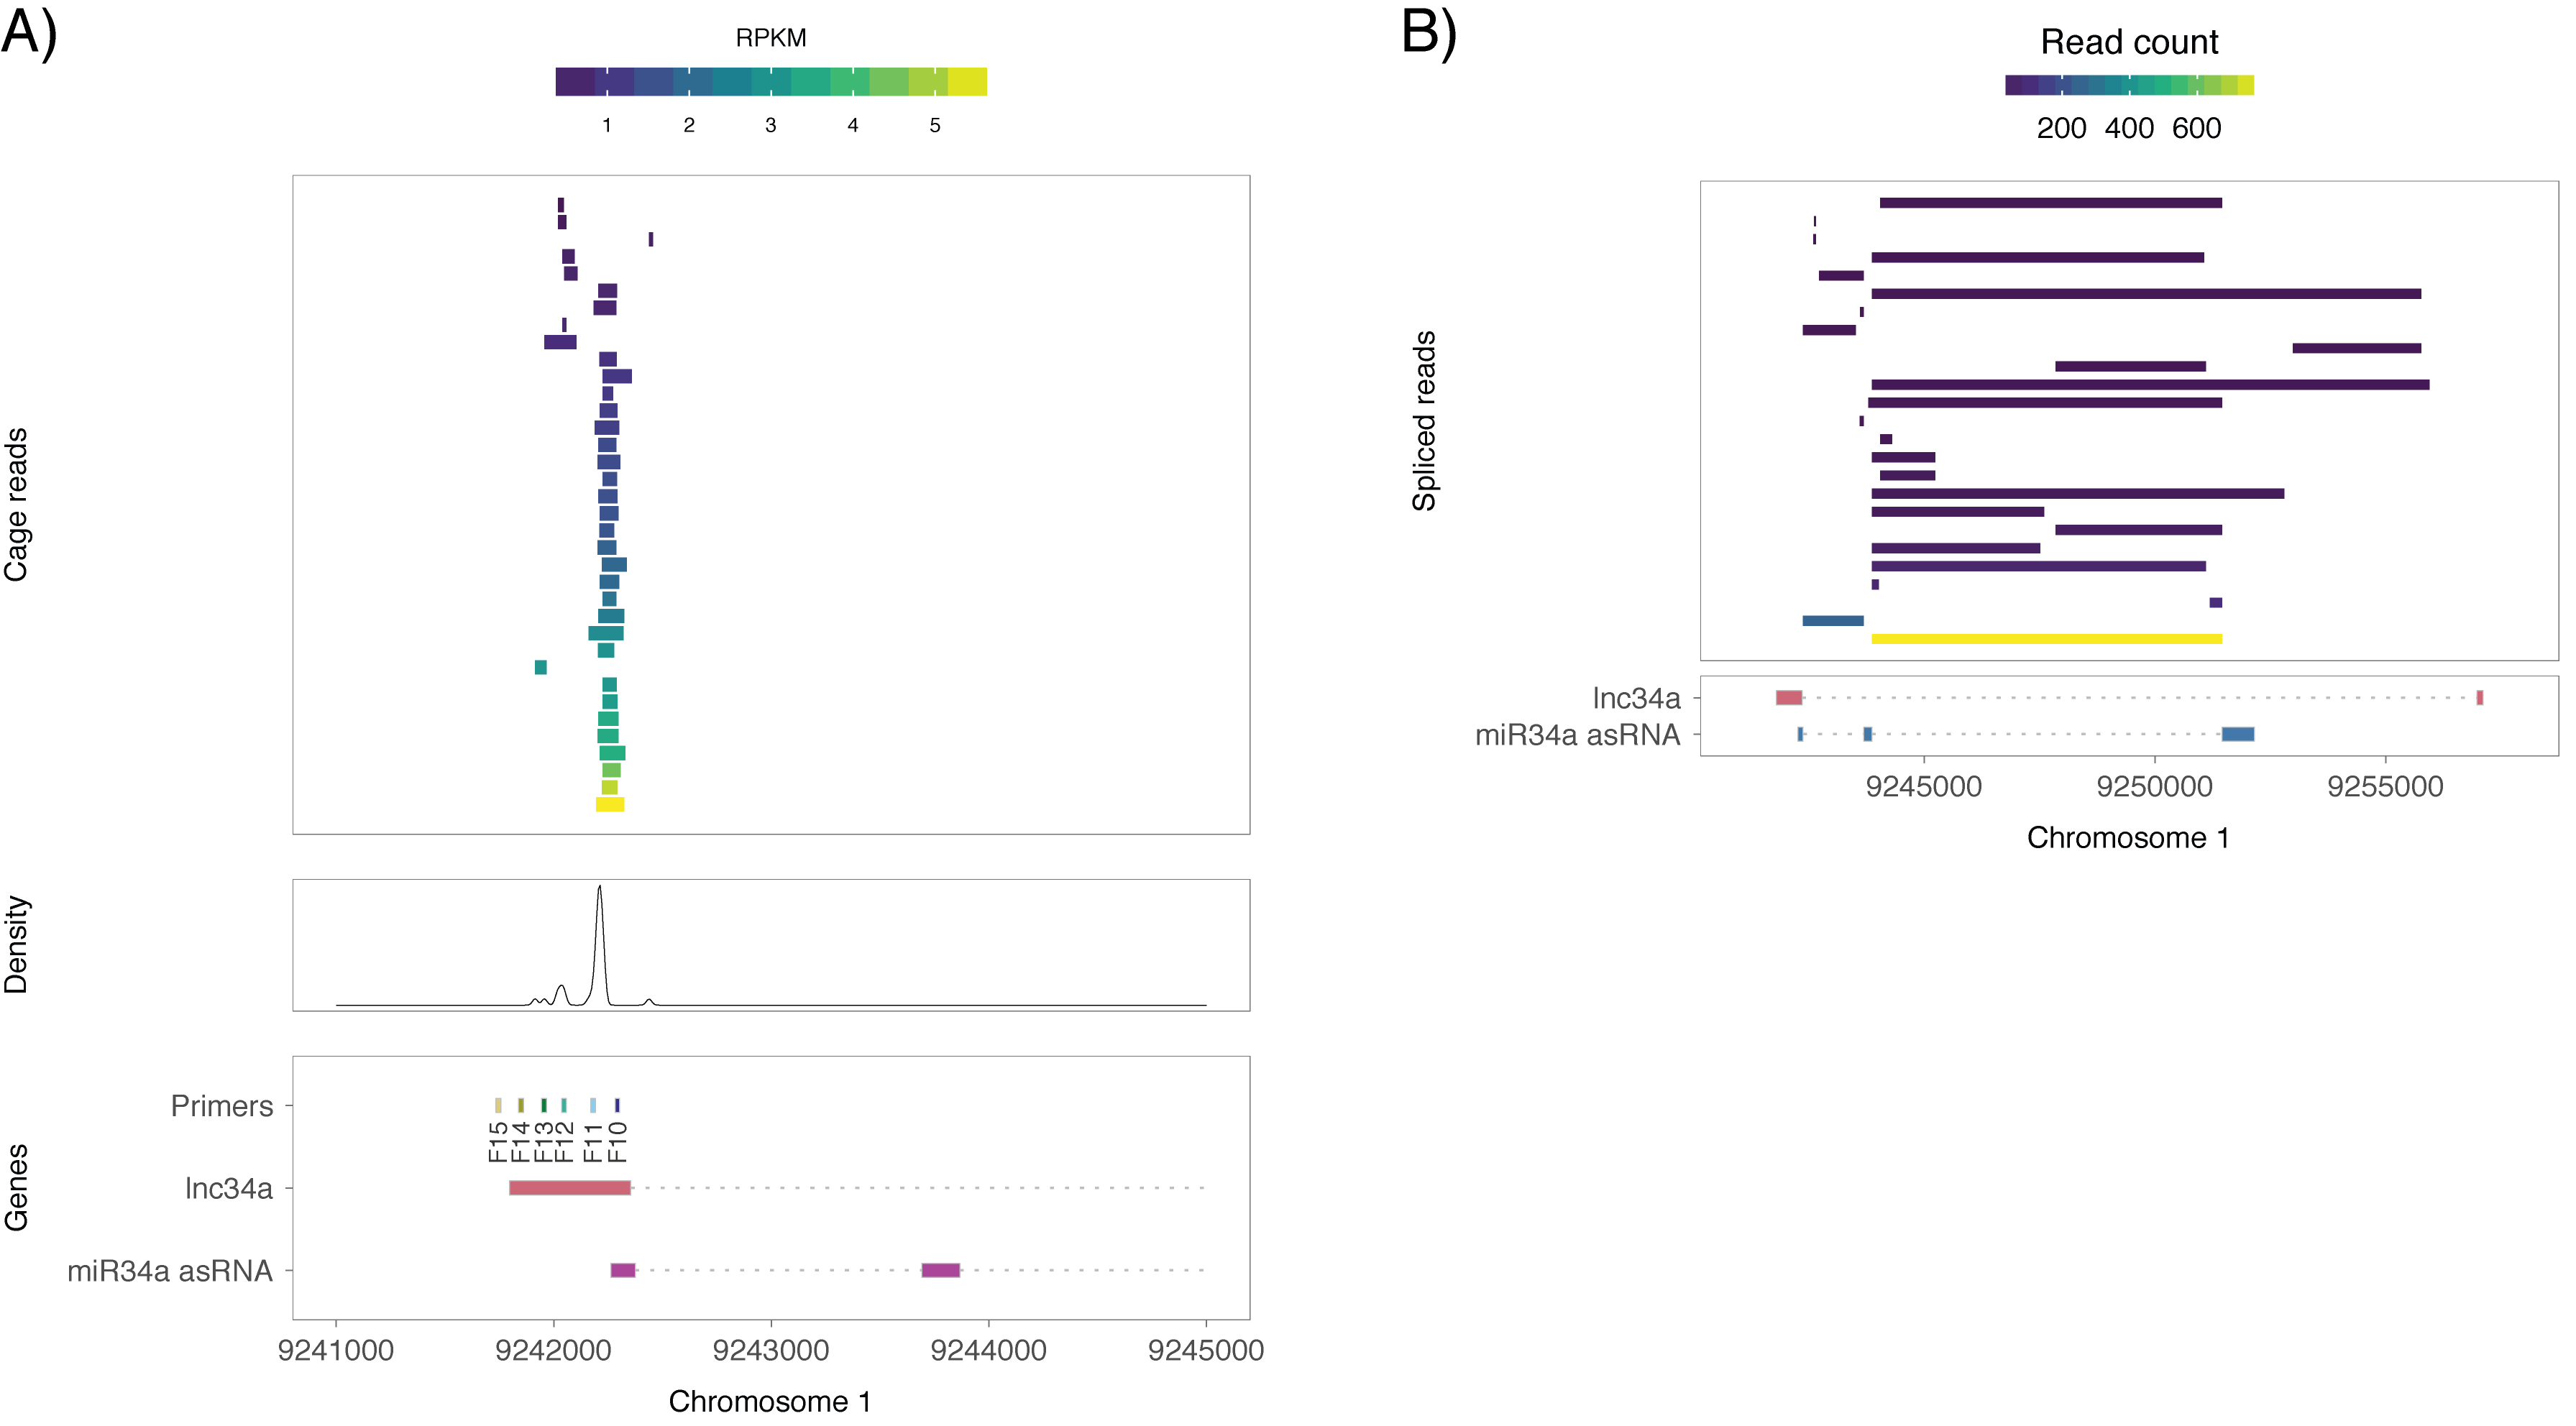 A)
RPKM
1 2 3 4 5
Cage reads
Density
Genes
Primers
F15 F14 F13 F12 F11 F10
lnc34a
miR34a asRNA
9241000 9242000 9243000 9244000 9245000
Chromosome 1
B)
Read count
200 400 600
Spliced reads
lnc34a
miR34a asRNA
9245000 9250000 9255000
Chromosome 1